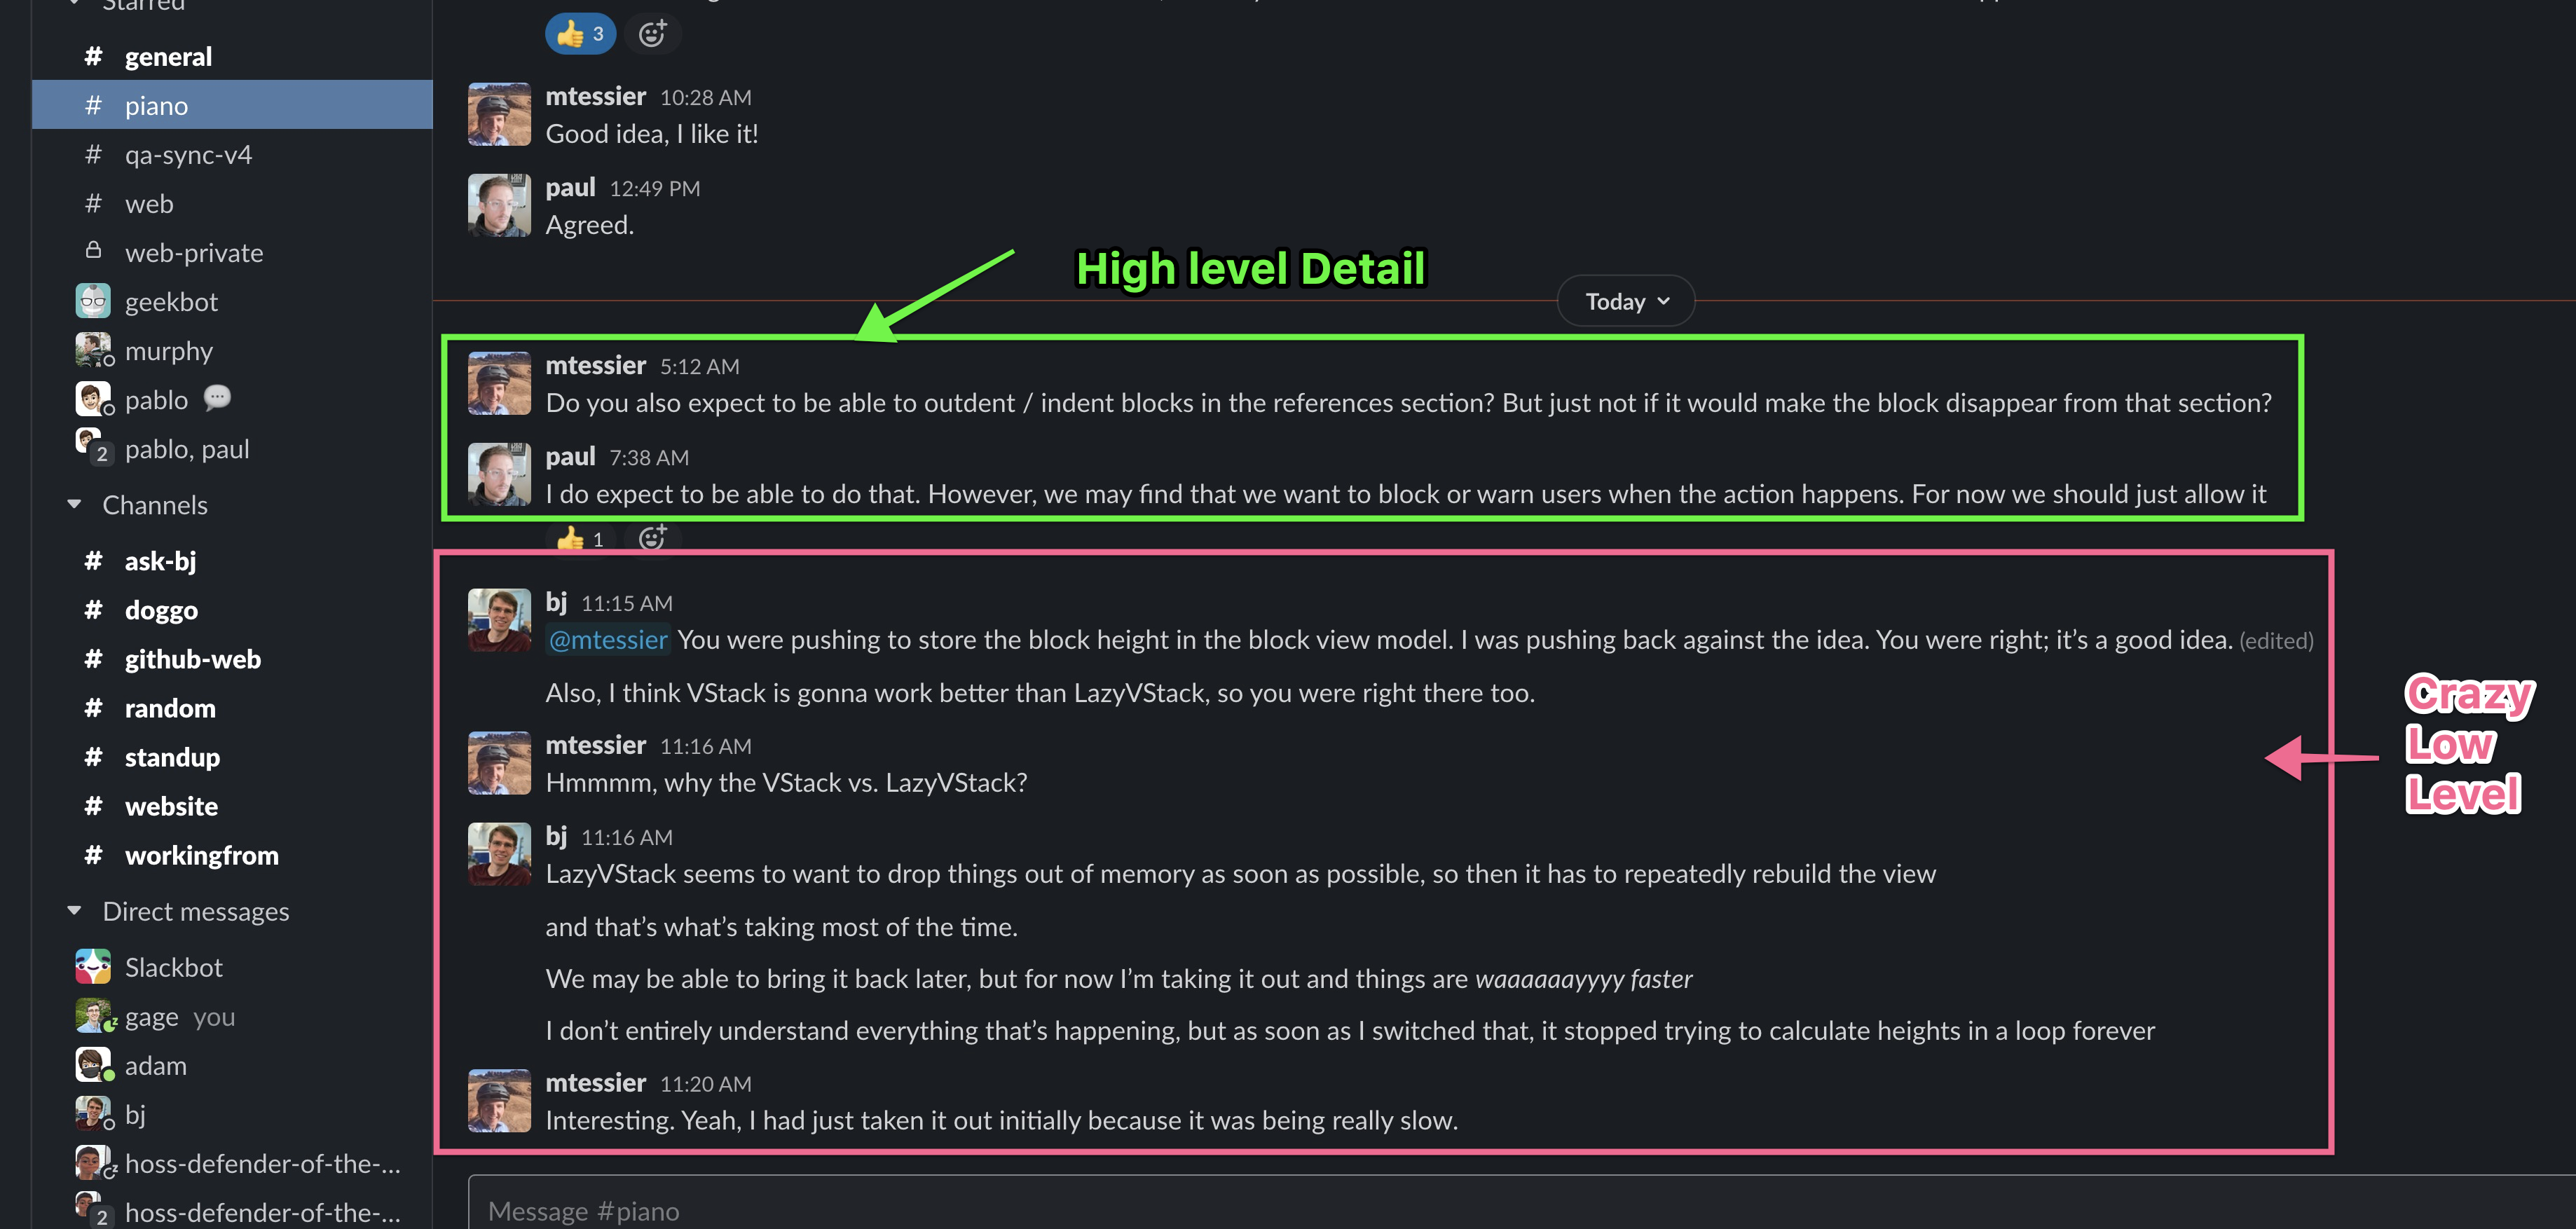 Starred
# general
# piano
# qa-sync-v4
# web
web-private
geekbot
murphy
pablo
2 pablo, paul
Channels
# ask-bj
# doggo
# github-web
# random
# standup
# website
# workingfrom
Direct messages
Slackbot
gage you
adam
bj
hoss-defender-of-the-...
2 hoss-defender-of-the-...
3
mtessier 10:28 AM
Good idea, I like it!
paul 12:49 PM
Agreed.
High level Detail
Today
mtessier 5:12 AM
Do you also expect to be able to outdent / indent blocks in the references section? But just not if it would make the block disappear from that section?
paul 7:38 AM
I do expect to be able to do that. However, we may find that we want to block or warn users when the action happens. For now we should just allow it
1
bj 11:15 AM
@mtessier You were pushing to store the block height in the block view model. I was pushing back against the idea. You were right; it's a good idea. (edited)
Also, I think VStack is gonna work better than LazyVStack, so you were right there too.
mtessier 11:16 AM
Hmmmm, why the VStack vs. LazyVStack?
bj 11:16 AM
LazyVStack seems to want to drop things out of memory as soon as possible, so then it has to repeatedly rebuild the view
and that's what's taking most of the time.
We may be able to bring it back later, but for now I'm taking it out and things are waaaaaayyyy faster
I don't entirely understand everything that's happening, but as soon as I switched that, it stopped trying to calculate heights in a loop forever
mtessier 11:20 AM
Interesting. Yeah, I had just taken it out initially because it was being really slow.
Crazy
Low
Level
Message #piano